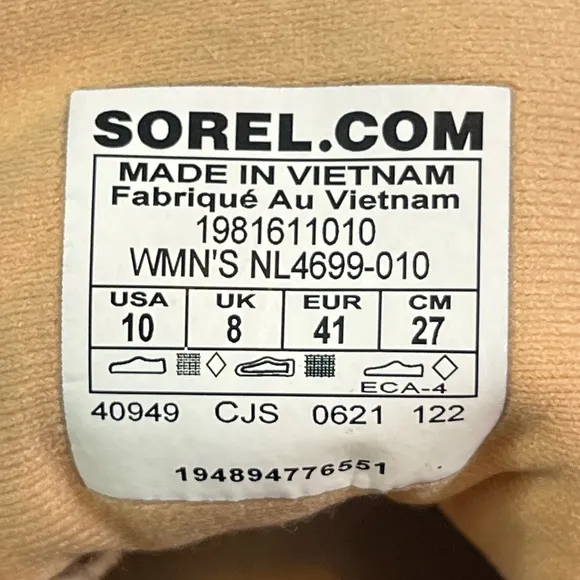 SOREL.COM
MADE IN VIETNAM
Fabriqué Au Vietnam
1981611010
WMN'S NL4699-010
USA UK EUR CM
10 8 41 27
ECA-4
40949 CJS 0621 122
194894776551